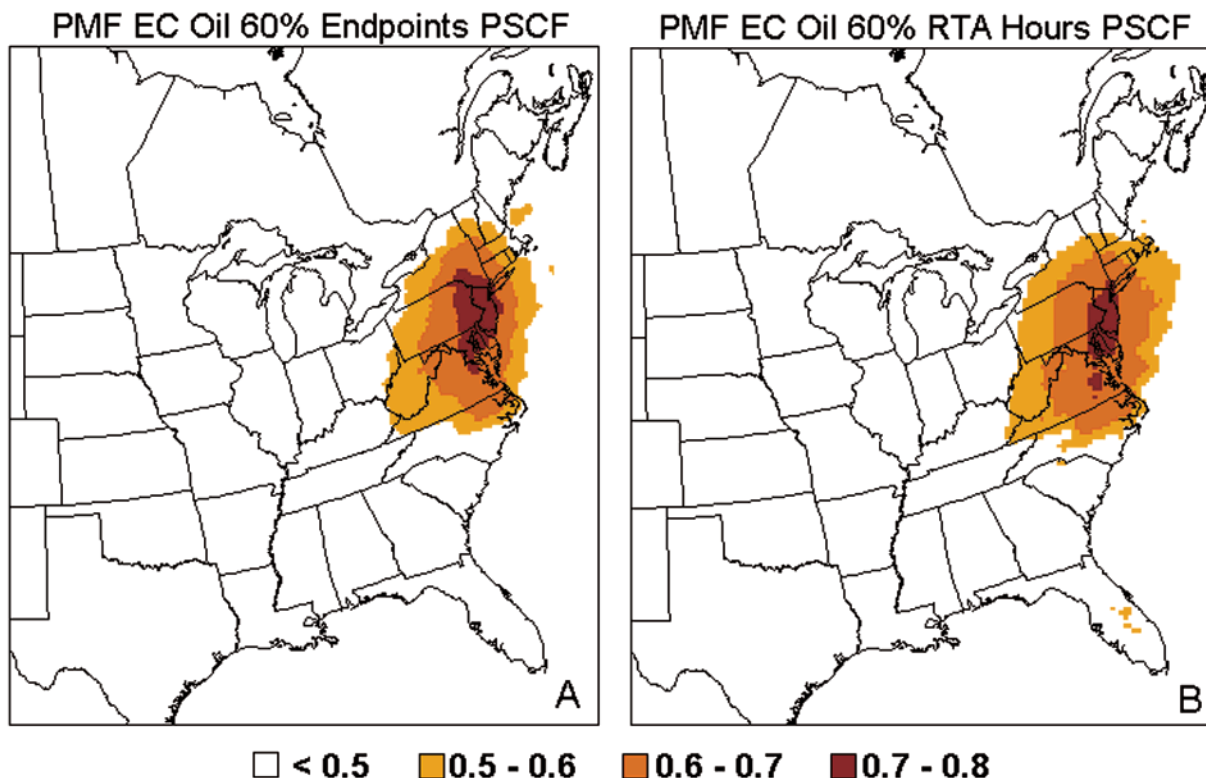 PMF EC Oil 60% Endpoints PSCF
PMF EC Oil 60% RTA Hours PSCF
A
B
< 0.5 0.5 - 0.6 0.6 - 0.7 0.7 - 0.8